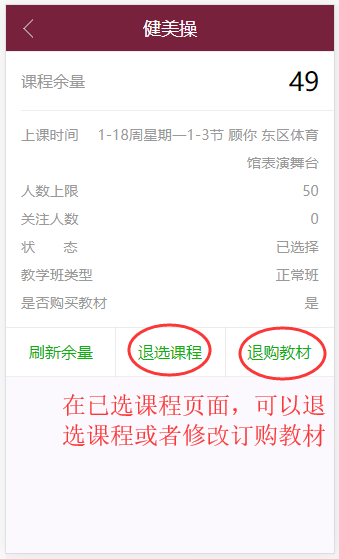 健美操
课程余量 49
上课时间 1-18周星期一1-3节 顾你 东区体育
馆表演舞台
人数上限 50
关注人数 0
状 态 已选择
教学班类型 正常班
是否购买教材 是
刷新余量 退选课程 退购教材
在已选课程页面，可以退
选课程或者修改订购教材